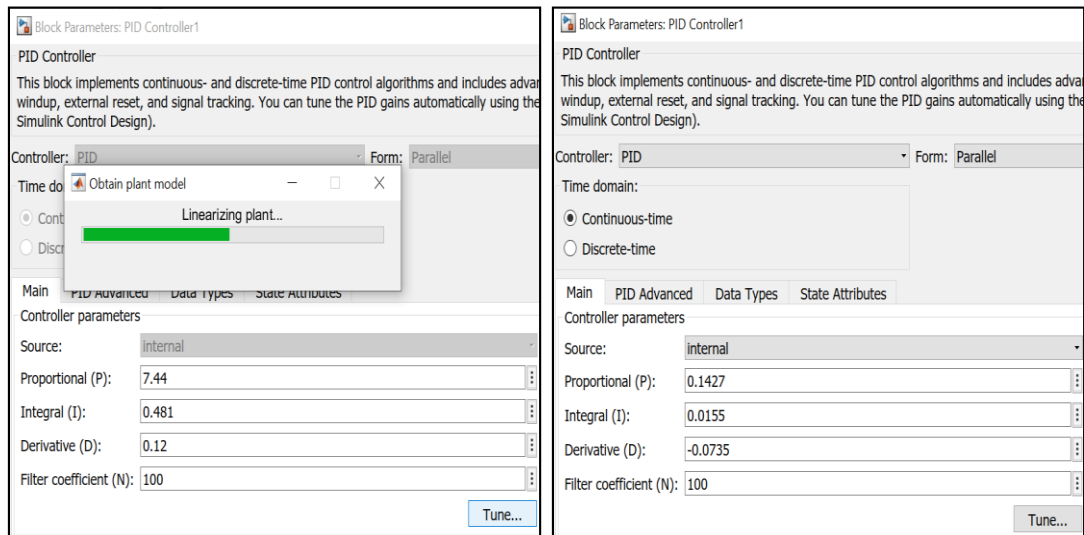 Block Parameters: PID Controller1
PID Controller
This block implements continuous- and discrete-time PID control algorithms and includes
windup, external reset, and signal tracking. You can tune the PID gains automatically using the
Simulink Control Design).
Controller: PID Form: Parallel
Obtain plant model
Linearizing plant...
Time do
Cont
Discr
Main PID Advanced Data Types State Attributes
Controller parameters
Source: internal
Proportional (P): 7.44
Integral (I): 0.481
Derivative (D): 0.12
Filter coefficient (N): 100
Tune...
Block Parameters: PID Controller1
PID Controller
This block implements continuous- and discrete-time PID control algorithms and includes
windup, external reset, and signal tracking. You can tune the PID gains automatically using the
Simulink Control Design).
Controller: PID Form: Parallel
Time domain:
Continuous-time
Discrete-time
Main PID Advanced Data Types State Attributes
Controller parameters
Source: internal
Proportional (P): 0.1427
Integral (I): 0.0155
Derivative (D): -0.0735
Filter coefficient (N): 100
Tune...